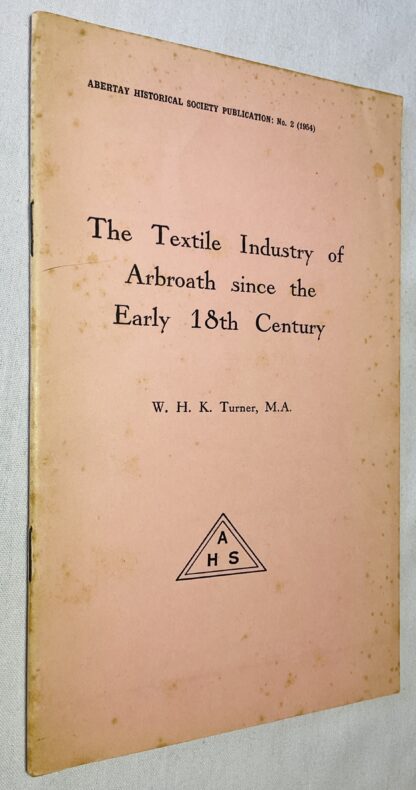 ABERTAY HISTORICAL SOCIETY PUBLICATION: No. 2 (1954)
The Textile Industry of
Arbroath since the
Early 18th Century
W. H. K. Turner, M.A.
A
H S